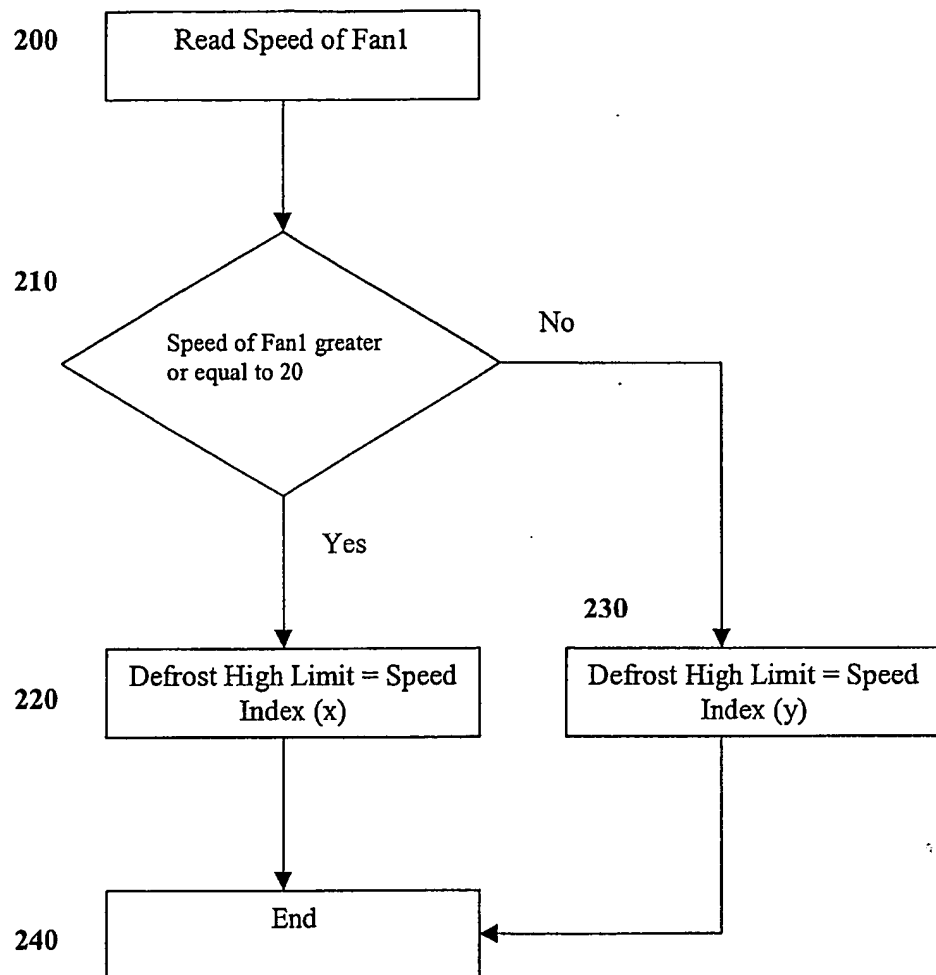 200
Read Speed of Fan1
210
Speed of Fan1 greater
or equal to 20
No
Yes
230
220
Defrost High Limit = Speed
Index (x)
Defrost High Limit = Speed
Index (y)
240
End